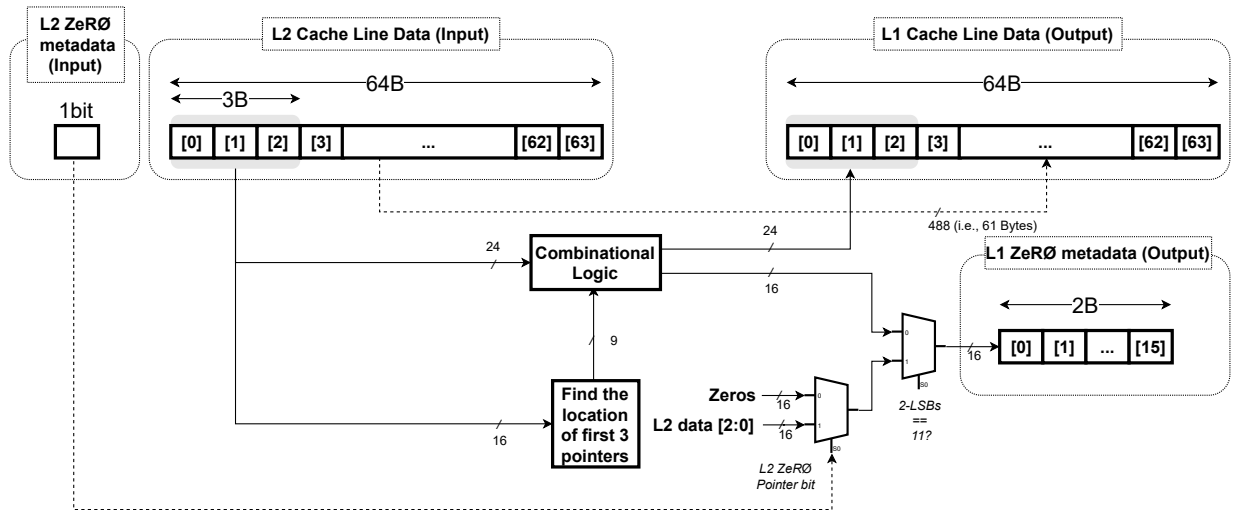 L2 ZeRØ
metadata
(Input)
L2 Cache Line Data (Input)
L1 Cache Line Data (Output)
64B
64B
1bit
3B
[0] [1] [2] [3] ... [62] [63]
[0] [1] [2] [3] ... [62] [63]
488 (i.e., 61 Bytes)
24
Combinational
Logic
24
16
L1 ZeRØ metadata (Output)
2B
9
0
1
S0
16
[0] [1] ... [15]
Find the
location
of first 3
pointers
16
Zeros
16
L2 data [2:0]
16
0
1
S0
2-LSBs
==
11?
L2 ZeRØ
Pointer bit